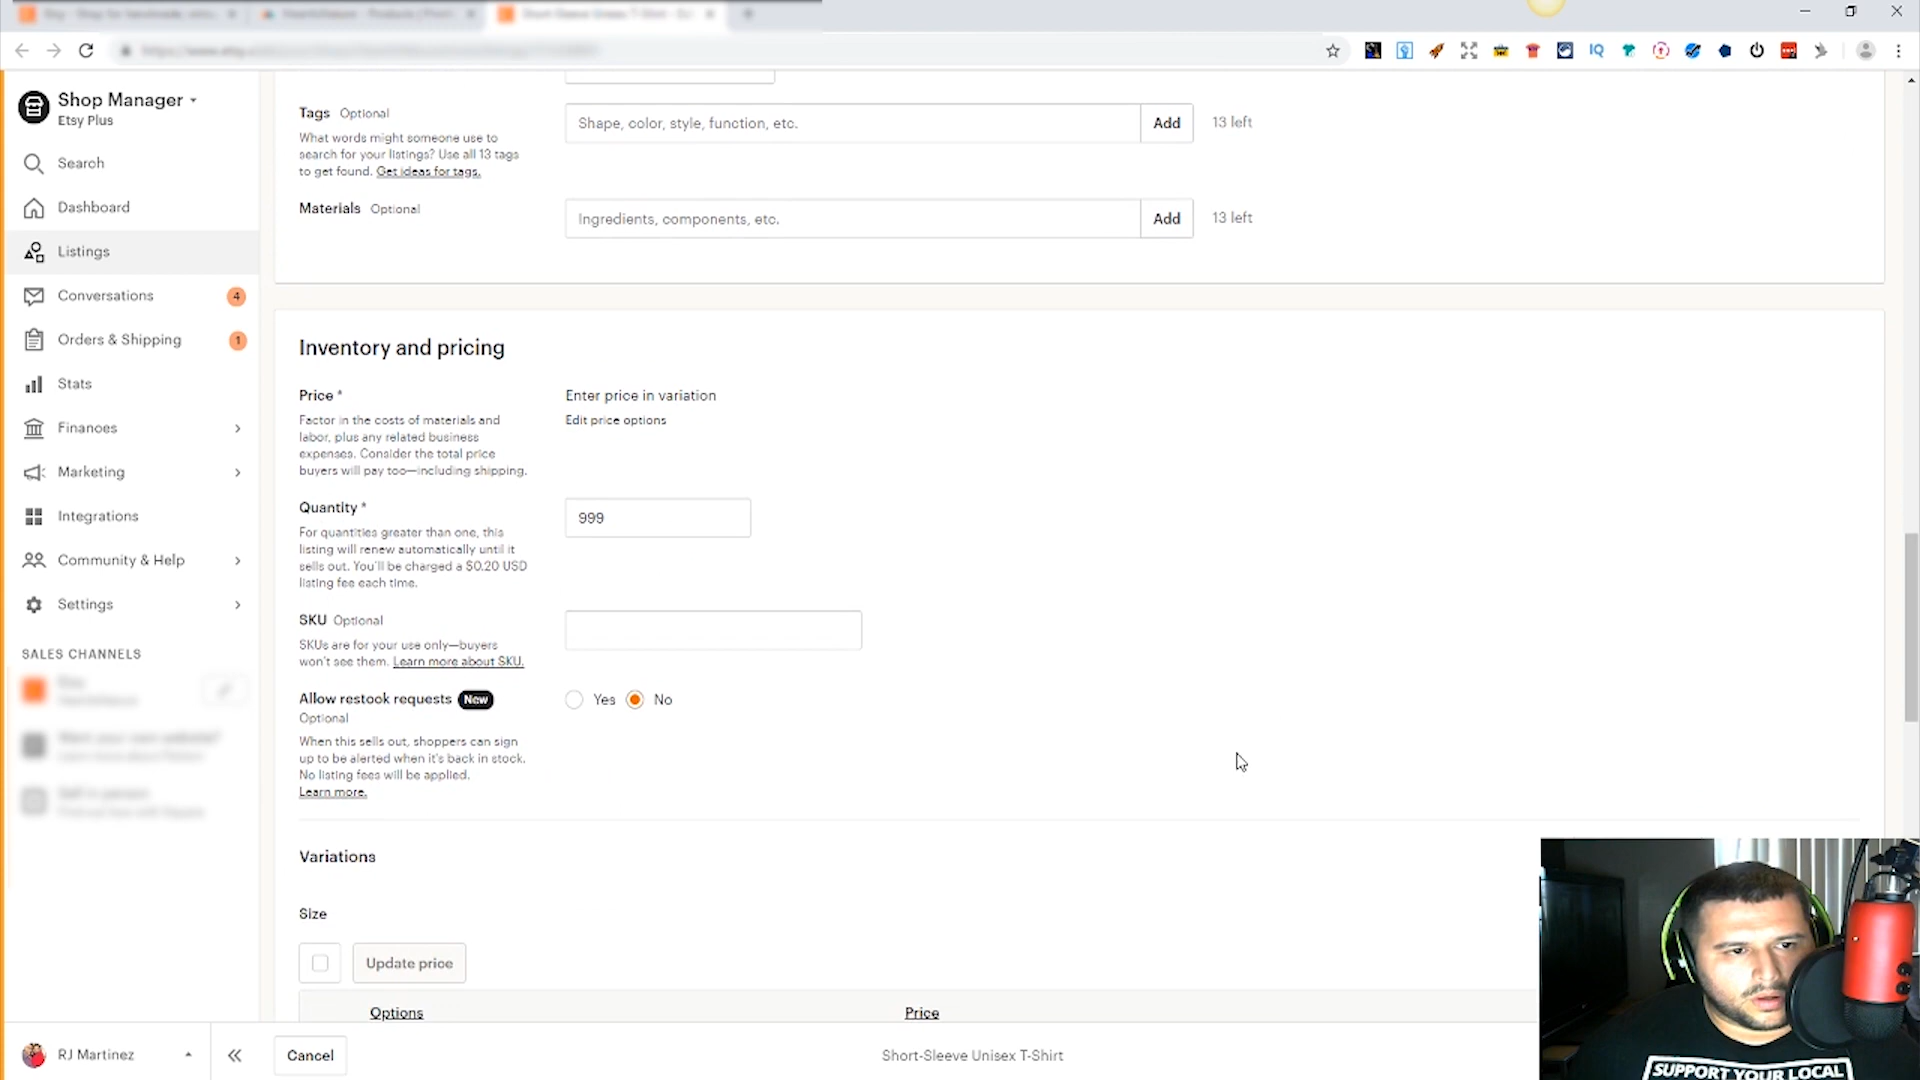 Shop Manager
Etsy Plus
Search
Dashboard
Listings
Conversations 4
Orders & Shipping 1
Stats
Finances
Marketing
Integrations
Community & Help
Settings
SALES CHANNELS
RJ Martinez
Tags Optional
What words might someone use to
search for your listings? Use all 13 tags
to get found. Get ideas for tags.
Shape, color, style, function, etc. Add 13 left
Materials Optional
Ingredients, components, etc. Add 13 left
Inventory and pricing
Price *
Factor in the costs of materials and
labor, plus any related business
expenses. Consider the total price
buyers will pay too—including shipping.
Enter price in variation
Edit price options
Quantity *
For quantities greater than one, this
listing will renew automatically until it
sells out. You'll be charged a $0.20 USD
listing fee each time.
999
SKU Optional
SKUs are for your use only—buyers
won't see them. Learn more about SKU.
Allow restock requests New
Optional
When this sells out, shoppers can sign
up to be alerted when it's back in stock.
No listing fees will be applied.
Learn more.
Yes No
Variations
Size
Update price
Options Price
Cancel Short-Sleeve Unisex T-Shirt
IQ
SUPPORT YOUR LOCAL